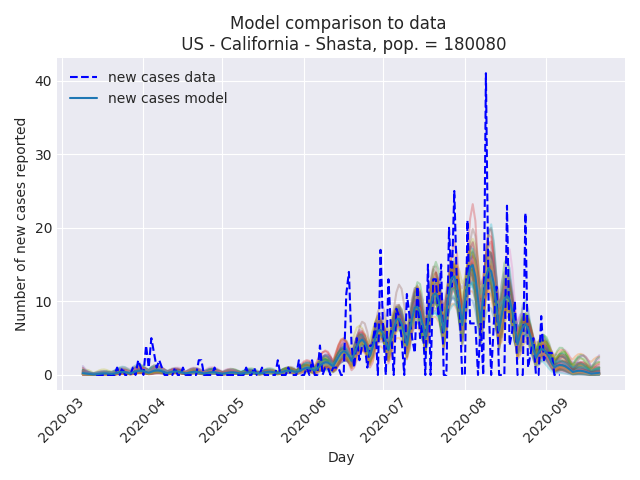 Model comparison to data
US - California - Shasta, pop. = 180080
new cases data
new cases model
Number of new cases reported
40
30
20
10
0
2020-03
2020-04
2020-05
2020-06
2020-07
2020-08
2020-09
Day